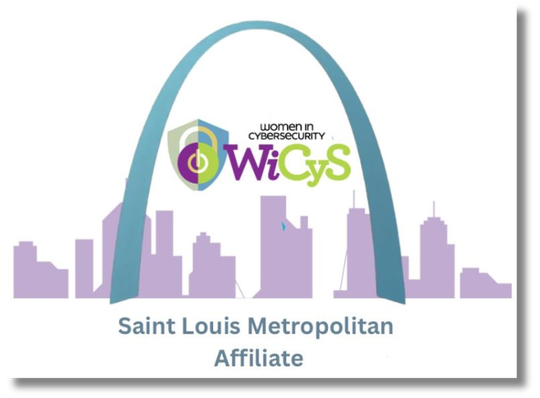 women in
CYBERSECURITY
WiCyS
Saint Louis Metropolitan
Affiliate